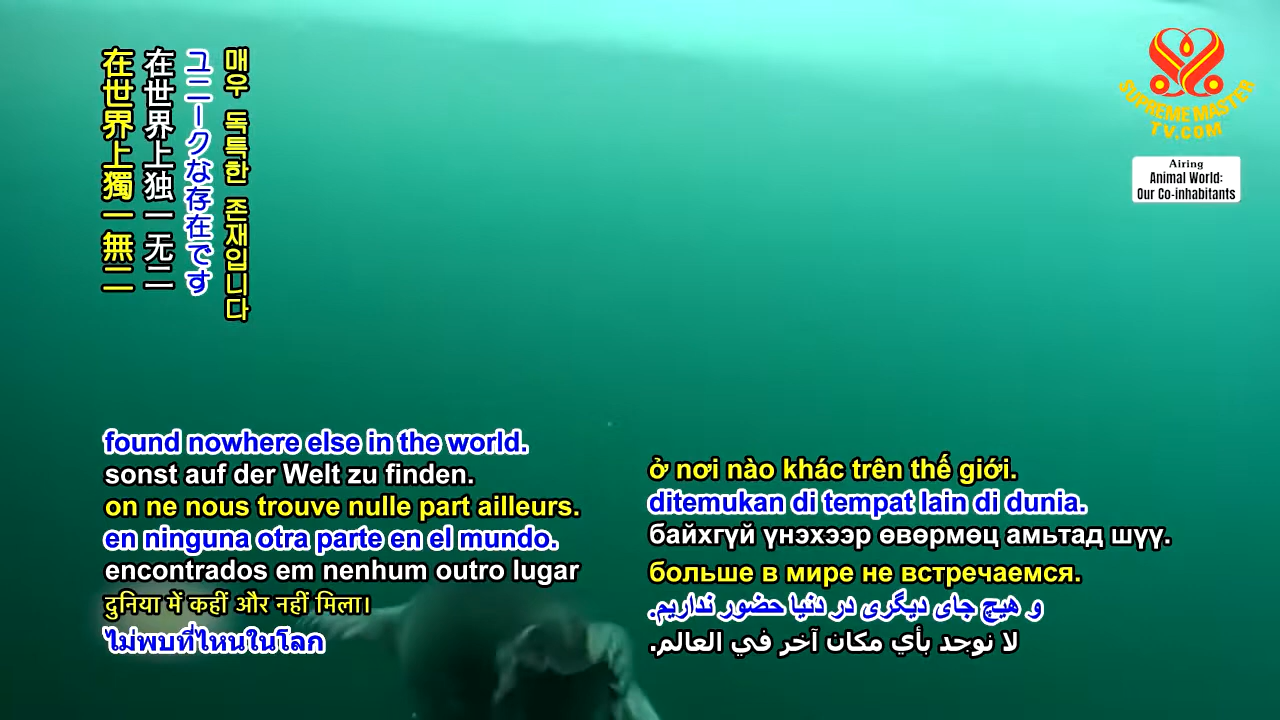 在世界上獨一無二
在世界上独一无二
ユニークな存在です
매우 독특한 존재입니다
SUPREME MASTER
TV.COM
Airing
Animal World:
Our Co-inhabitants
found nowhere else in the world.
sonst auf der Welt zu finden.
on ne nous trouve nulle part ailleurs.
en ninguna otra parte en el mundo.
encontrados em nenhum outro lugar
दुनिया में कहीं और नहीं मिला।
ไม่พบที่ไหนในโลก
ở nơi nào khác trên thế giới.
ditemukan di tempat lain di dunia.
байхгүй үнэхээр өвөрмөц амьтад шүү.
больше в мире не встречаемся.
و هیچ جای دیگری در دنیا حضور نداریم.
لا نوجد بأي مكان آخر في العالم.